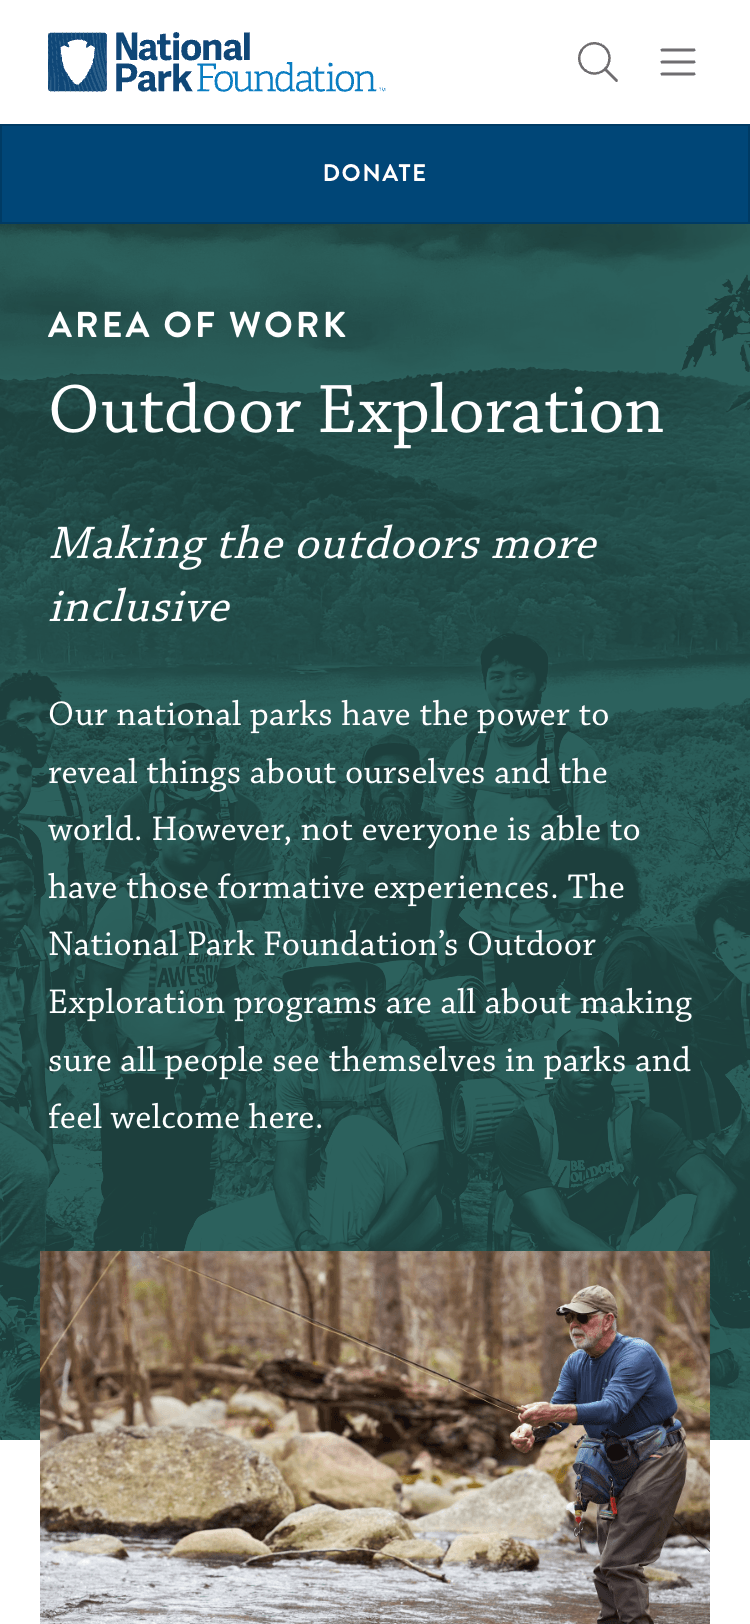 National
Park Foundation™
DONATE
AREA OF WORK
Outdoor Exploration
Making the outdoors more
inclusive
Our national parks have the power to
reveal things about ourselves and the
world. However, not everyone is able to
have those formative experiences. The
National Park Foundation’s Outdoor
Exploration programs are all about making
sure all people see themselves in parks and
feel welcome here.
BE
OUTDOORS